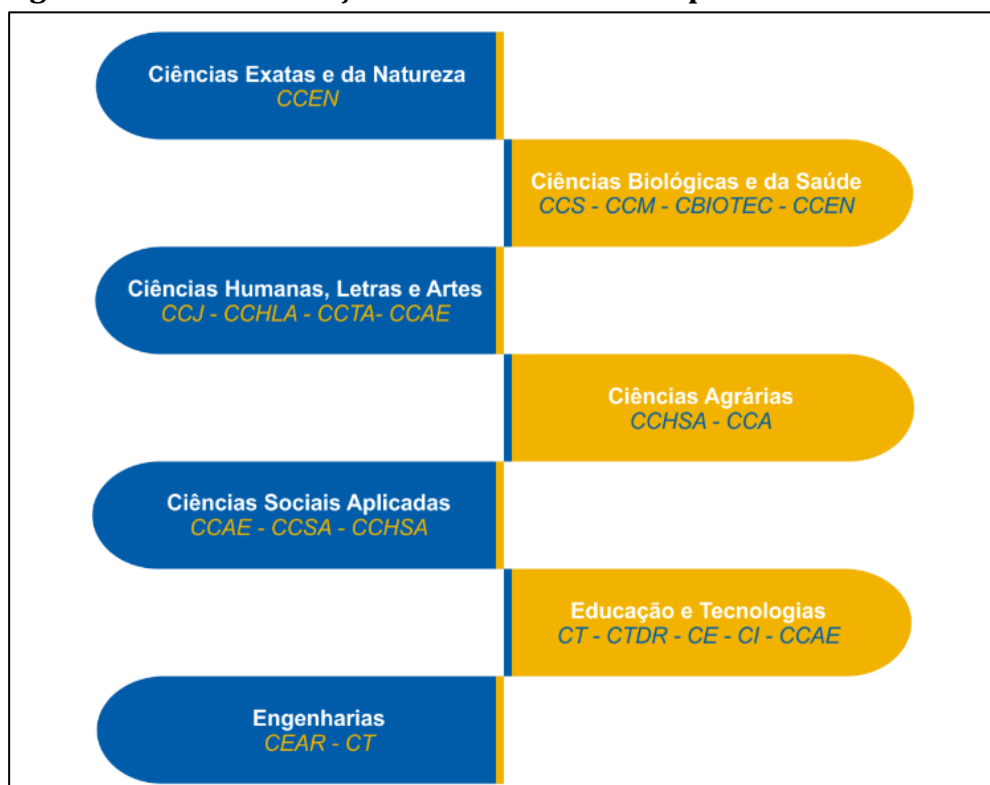 Ciências Exatas e da Natureza
CCEN
Ciências Biológicas e da Saúde
CCS - CCM - CBIOTEC - CCEN
Ciências Humanas, Letras e Artes
CCJ - CCHLA - CCTA- CCAE
Ciências Agrárias
CCHSA - CCA
Ciências Sociais Aplicadas
CCAE - CCSA - CCHSA
Educação e Tecnologias
CT - CTDR - CE - CI - CCAE
Engenharias
CEAR - CT